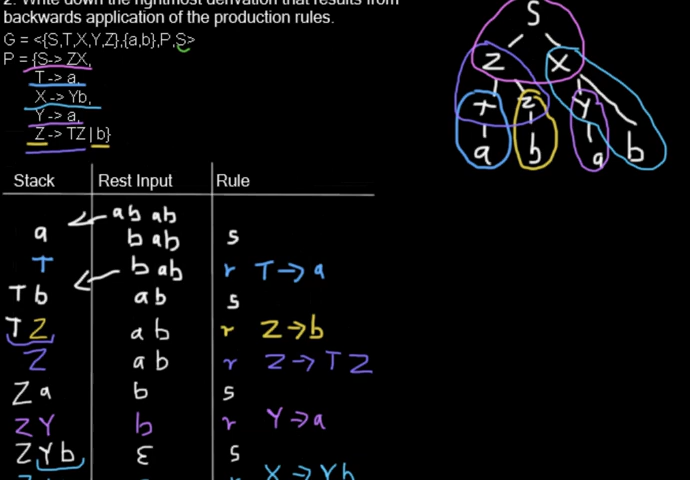 2. Write down the rightmost derivation that results from
backwards application of the production rules.
G = <{S,T,X,Y,Z},{a,b},P,S>
P = {S-> ZX,
T -> a,
X -> Yb,
Y -> a,
Z -> TZ | b}
S
Z X
T Z Y
a b a b
Stack Rest Input Rule
ab ab
a b ab s
T b ab r T → a
T b a b s
T Z a b r Z → b
Z a b r Z → T Z
Z a b s
Z Y b r Y → a
Z Y b ε s
X → Y b